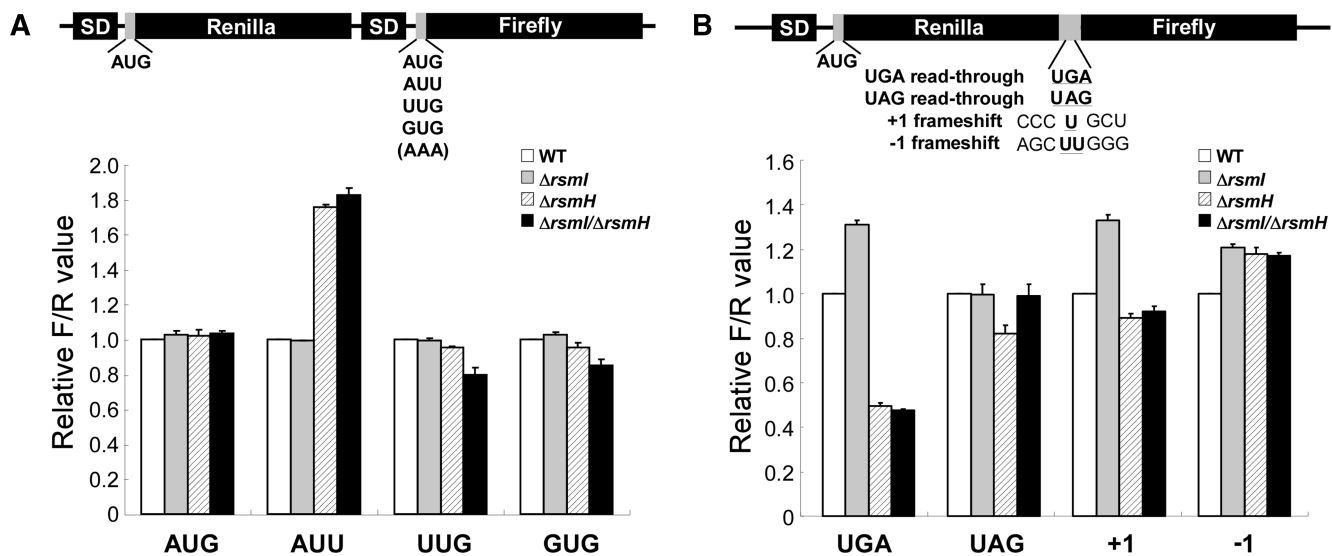 A
SD Renilla SD Firefly
AUG AUG
AUU
UUG
GUG
(AAA)
WT
ΔrsmI
ΔrsmH
ΔrsmI/ΔrsmH
Relative F/R value
2.0
1.8
1.6
1.4
1.2
1.0
0.8
0.6
0.4
0.2
0
AUG AUU UUG GUG
B
SD Renilla Firefly
AUG
UGA read-through UGA
UAG read-through UAG
+1 frameshift CCC U GCU
-1 frameshift AGC UU GGG
WT
ΔrsmI
ΔrsmH
ΔrsmI/ΔrsmH
Relative F/R value
1.6
1.4
1.2
1.0
0.8
0.6
0.4
0.2
0
UGA UAG +1 -1